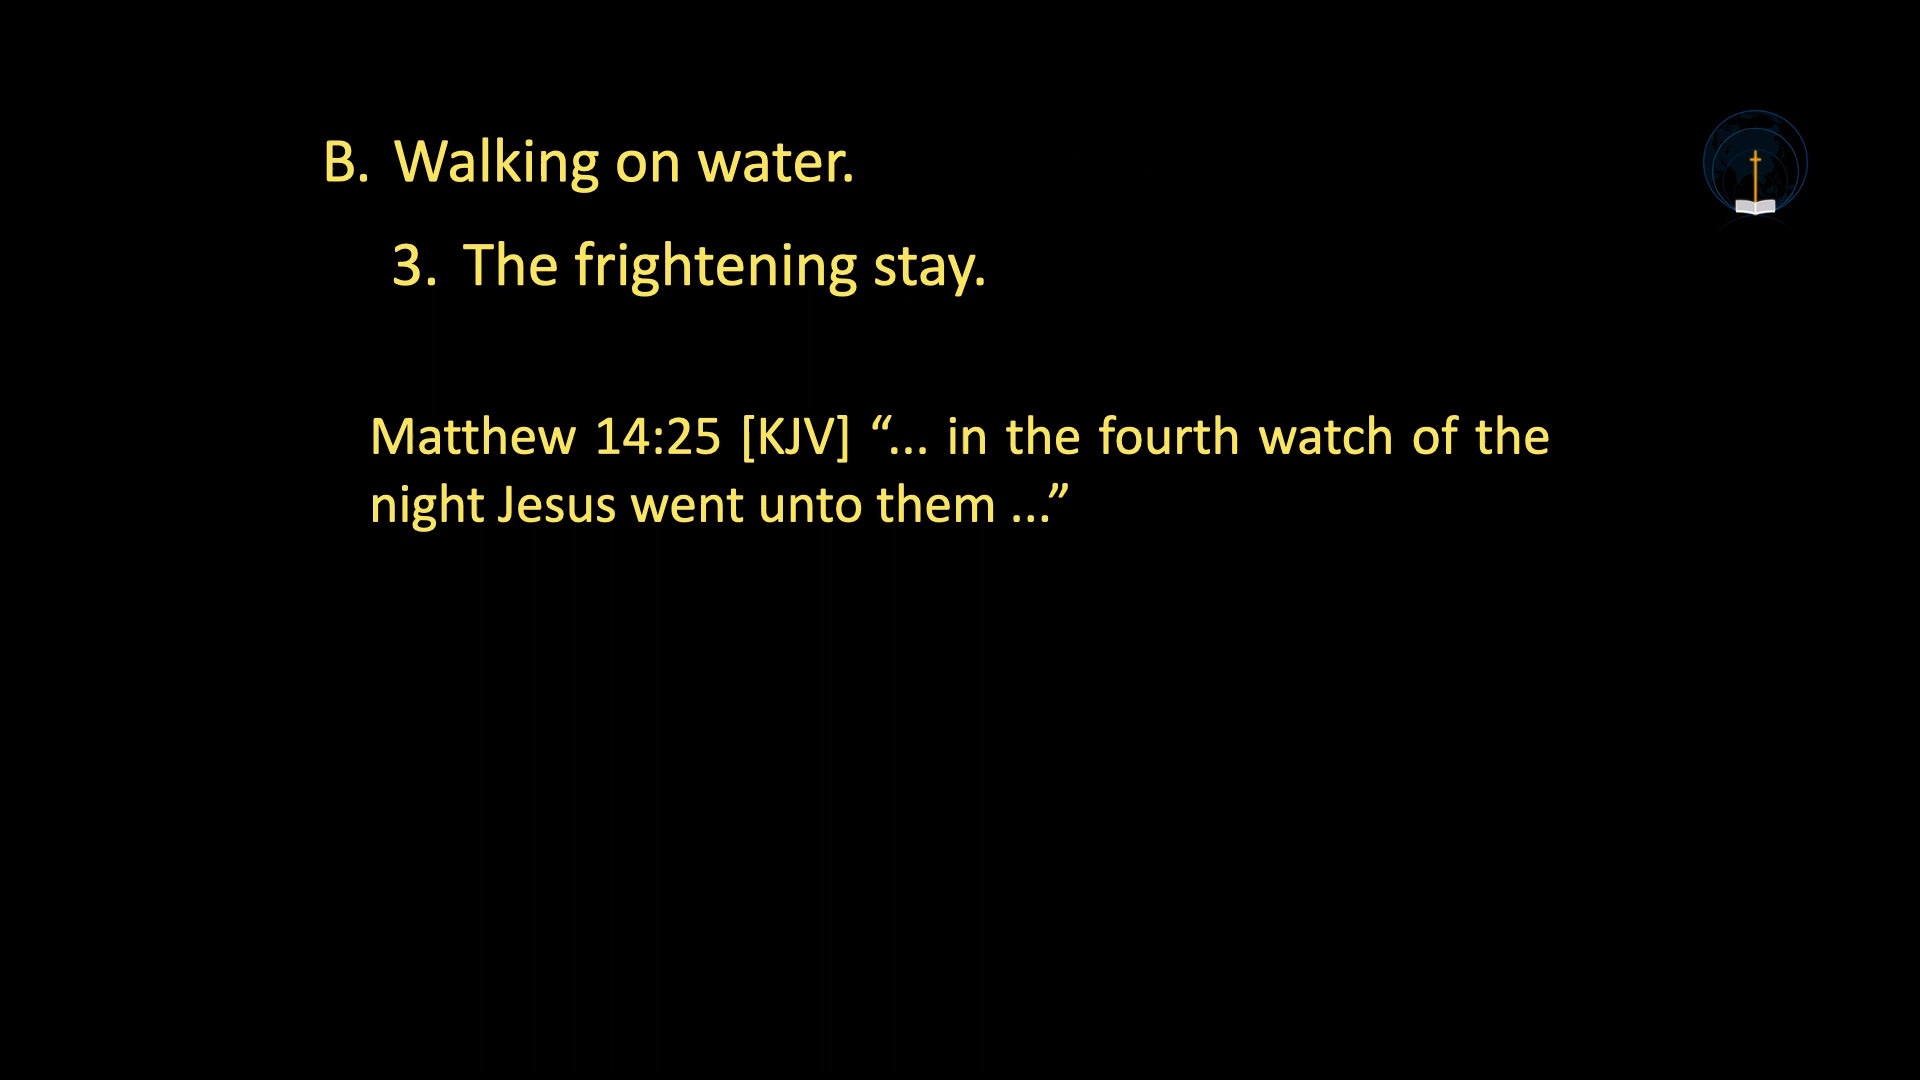 B. Walking on water.
3. The frightening stay.
Matthew 14:25 [KJV] “... in the fourth watch of the
night Jesus went unto them ...”